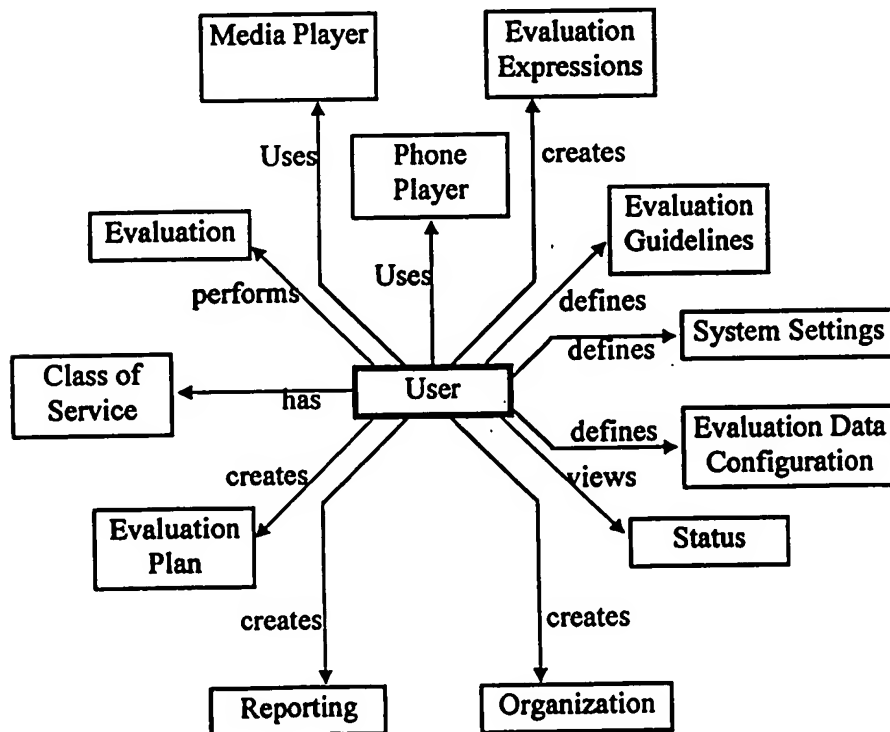 Media Player
Evaluation
Expressions
Uses
Phone
Player
creates
Evaluation
Evaluation
Guidelines
performs
Uses
defines
System Settings
defines
Class of
Service
has
User
defines
Evaluation Data
Configuration
creates
views
Evaluation
Plan
Status
creates
creates
Reporting
Organization